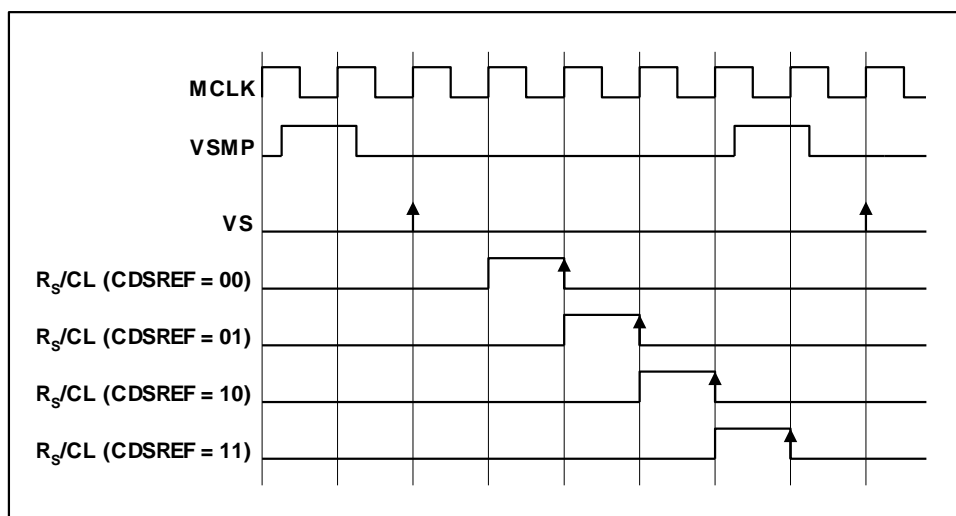 MCLK
VSMP
VS
RS/CL (CDSREF = 00)
RS/CL (CDSREF = 01)
RS/CL (CDSREF = 10)
RS/CL (CDSREF = 11)